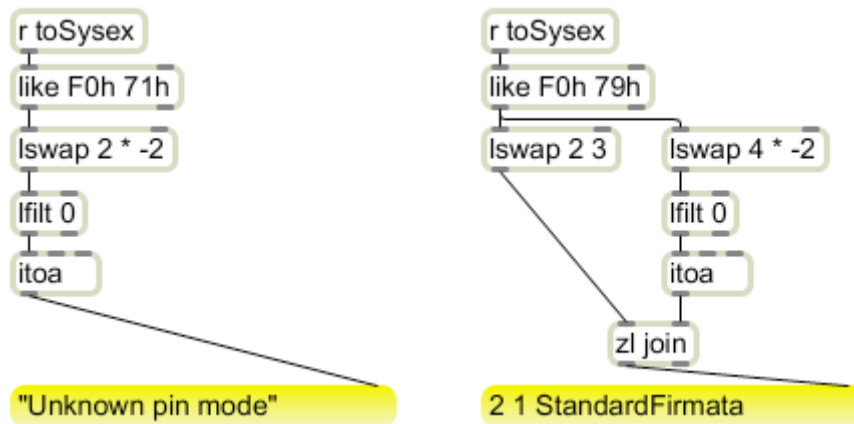 r toSysex
like F0h 71h
lswap 2 * -2
lfilt 0
itoa
"Unknown pin mode"
r toSysex
like F0h 79h
lswap 2 3
lswap 4 * -2
lfilt 0
itoa
zl join
2 1 StandardFirmata